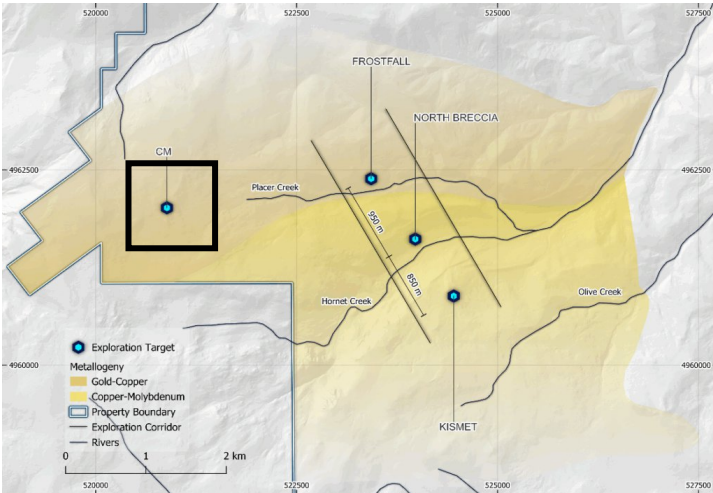 520000
522500
525000
527500
FROSTFALL
NORTH BRECCIA
CM
4962500
4962500
Placer Creek
950 m
850 m
Hornet Creek
Olive Creek
Exploration Target
Metallogeny
Gold-Copper
Copper-Molybdenum
Property Boundary
Exploration Corridor
Rivers
4960000
4960000
KISMET
0 1 2 km
520000
522500
525000
527500